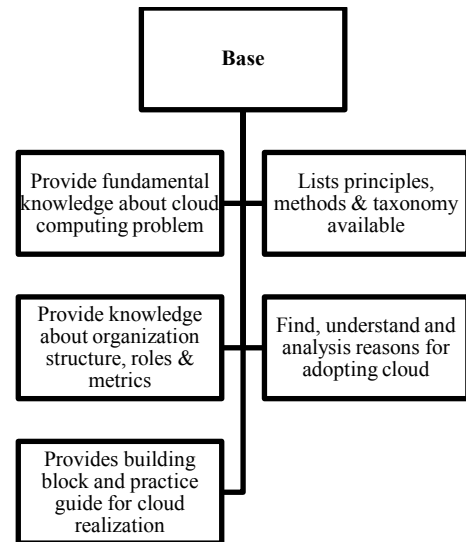 Base
Provide fundamental
knowledge about cloud
computing problem
Lists principles,
methods & taxonomy
available
Provide knowledge
about organization
structure, roles &
metrics
Find, understand and
analysis reasons for
adopting cloud
Provides building
block and practice
guide for cloud
realization